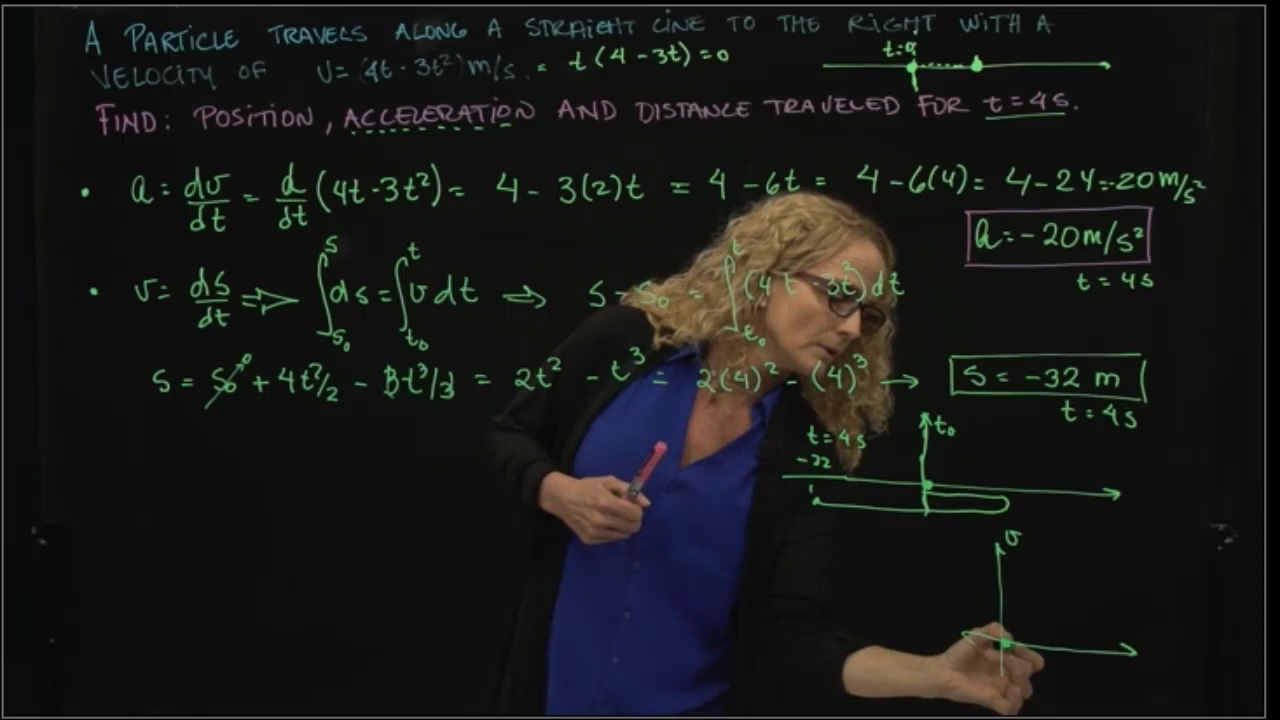 A PARTICLE TRAVELS ALONG A STRAIGHT LINE TO THE RIGHT WITH A
VELOCITY OF v = (4t - 3t²) m/s. = t(4 - 3t) = 0
t=0
FIND: POSITION, ACCELERATION AND DISTANCE TRAVELED FOR t = 4s.
• a = dv/dt = d/dt (4t - 3t²) = 4 - 3(2)t = 4 - 6t = 4 - 6(4) = 4 - 24 = -20 m/s²
a = -20 m/s²
t = 4s
• v = ds/dt => ∫_{S₀}^{S} ds = ∫_{t₀}^{t} v dt => S - S₀ = ∫_{t₀}^{t} (4t - 3t²) dt
S = S₀⁰ + 4t²/2 - 3t³/3 = 2t² - t³ = 2(4)² - (4)³ → S = -32 m
t = 4s
t = 4s
t₀
-32
v